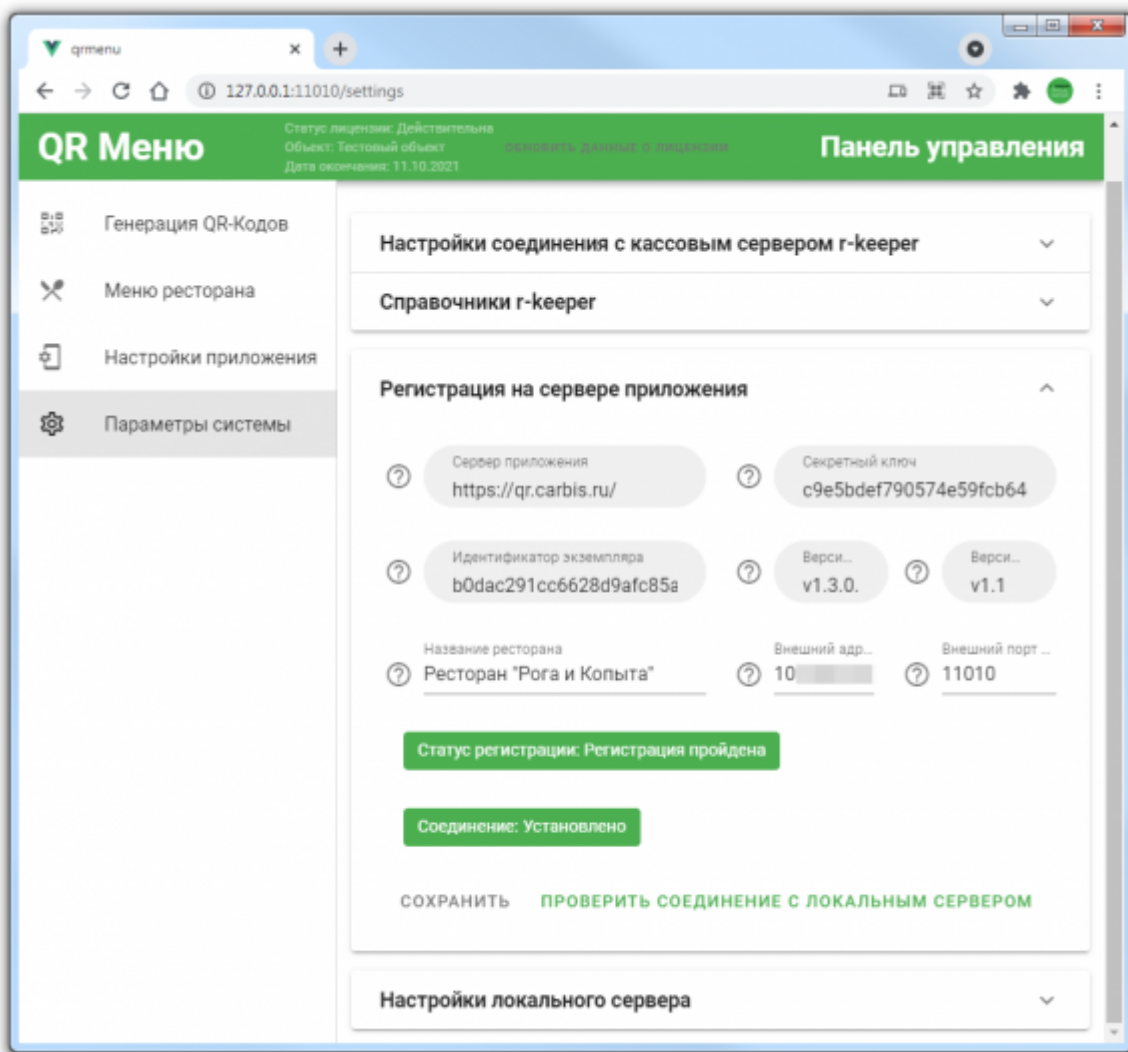 qrmenu
127.0.0.1:11010/settings
QR Меню
Статус лицензии: Действительна
Объект: Тестовый объект
Дата окончания: 11.10.2021
ОБНОВИТЬ ДАННЫЕ О ЛИЦЕНЗИИ
Панель управления
Генерация QR-Кодов
Меню ресторана
Настройки приложения
Параметры системы
Настройки соединения с кассовым сервером r-keeper
Справочники r-keeper
Регистрация на сервере приложения
Сервер приложения
https://qr.carbis.ru/
Секретный ключ
c9e5bdef790574e59fcb64
Идентификатор экземпляра
b0dac291cc6628d9afc85a
Верси...
v1.3.0.
Верси...
v1.1
Название ресторана
Ресторан "Рога и Копыта"
Внешний адр...
10
Внешний порт ...
11010
Статус регистрации: Регистрация пройдена
Соединение: Установлено
СОХРАНИТЬ
ПРОВЕРИТЬ СОЕДИНЕНИЕ С ЛОКАЛЬНЫМ СЕРВЕРОМ
Настройки локального сервера